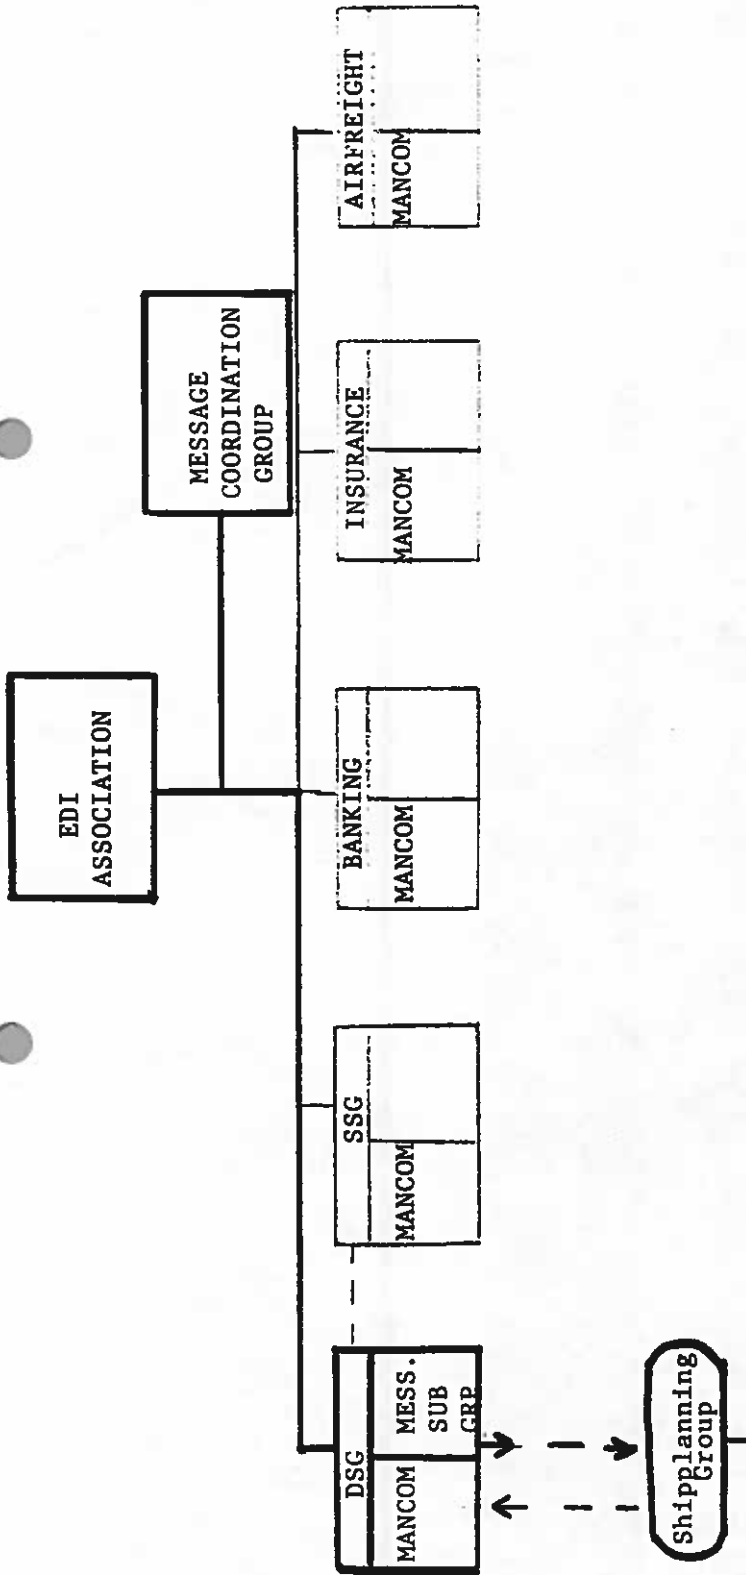 EDI
ASSOCIATION
MESSAGE
COORDINATION
GROUP
DSG
MANCOM
MESS.
SUB
GRP
SSG
MANCOM
BANKING
MANCOM
INSURANCE
MANCOM
AIRFREIGHT
MANCOM
Shipplanning
Group